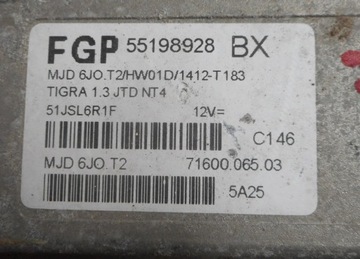 FGP 55198928 BX
MJD 6JO.T2/HW01D/1412-T183
TIGRA 1.3 JTD NT4
51JSL6R1F 12V=
C146
MJD 6JO.T2 71600.065.03
5A25